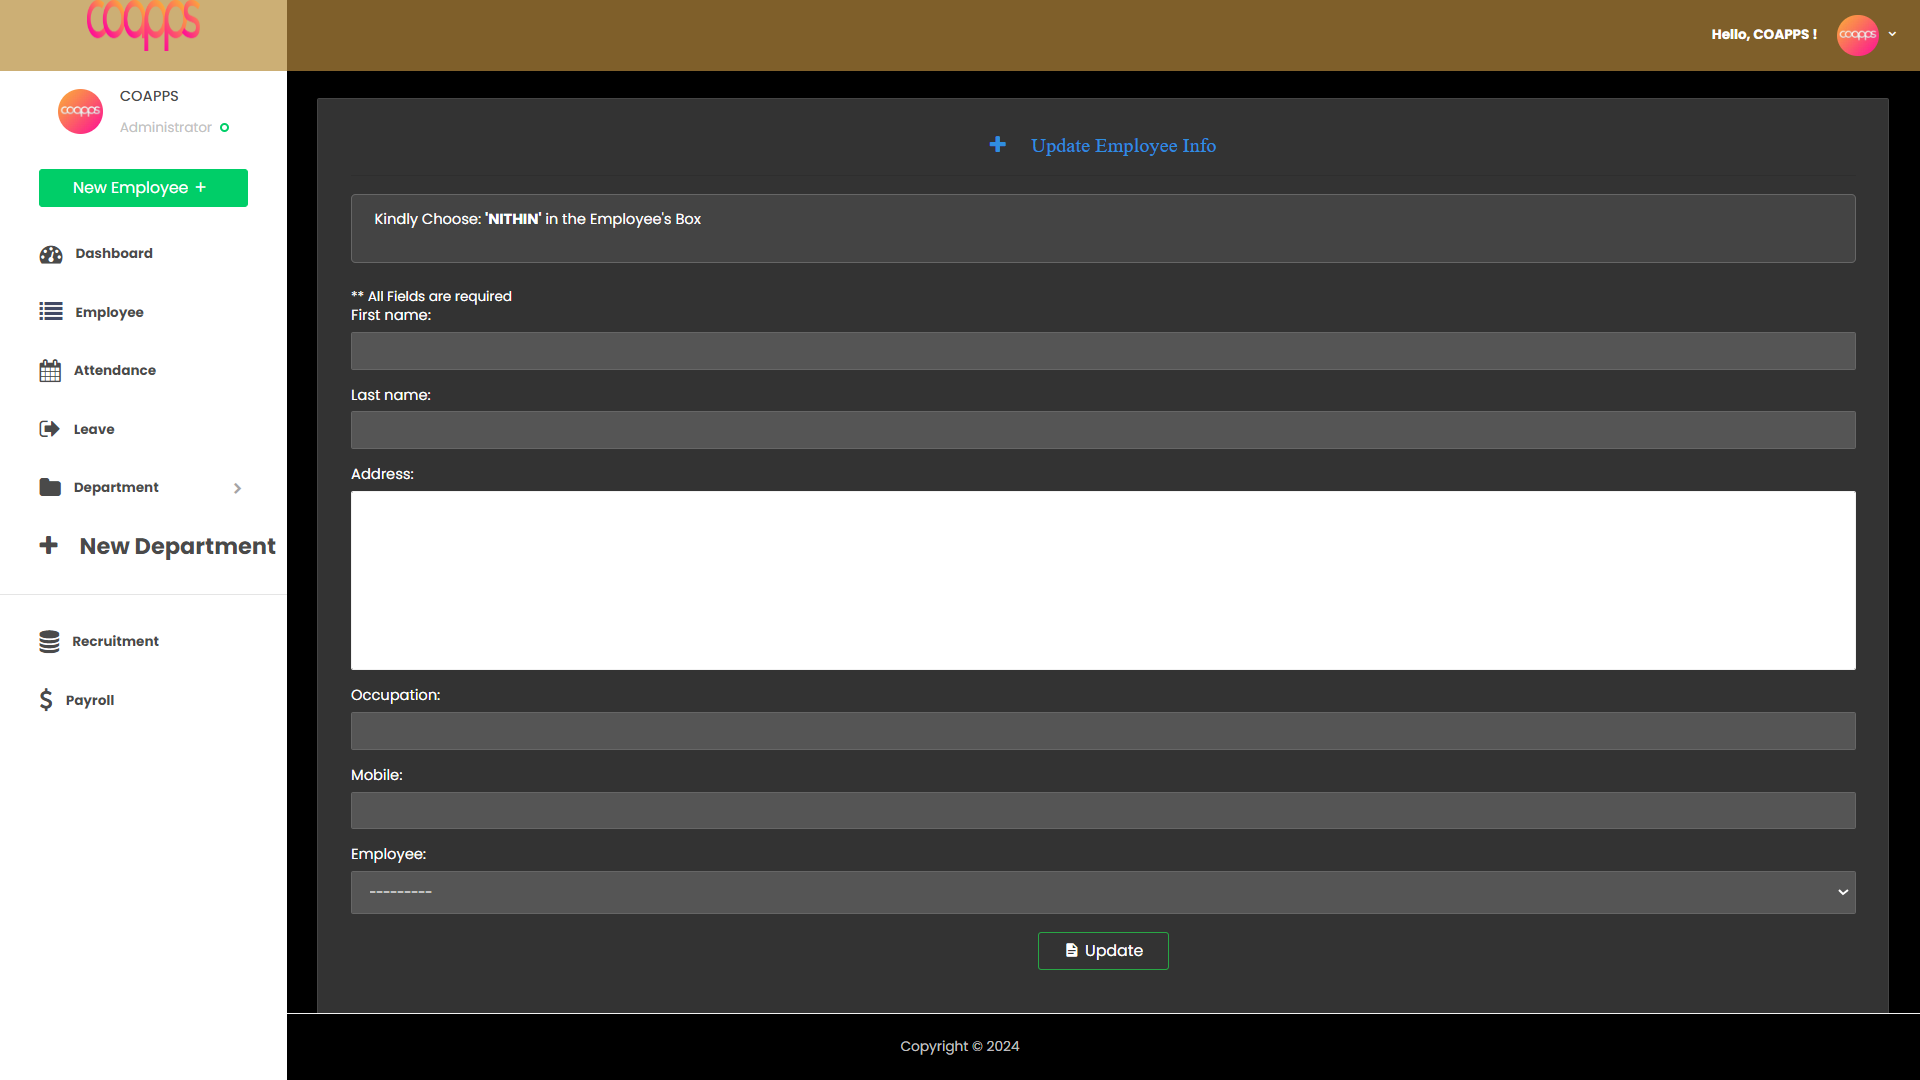 coapps
Hello, COAPPS !
coapps
coapps
COAPPS
Administrator
New Employee +
Dashboard
Employee
Attendance
Leave
Department
New Department
Recruitment
Payroll
Update Employee Info
Kindly Choose: 'NITHIN' in the Employee's Box
** All Fields are required
First name:
Last name:
Address:
Occupation:
Mobile:
Employee:
---------
Update
Copyright © 2024